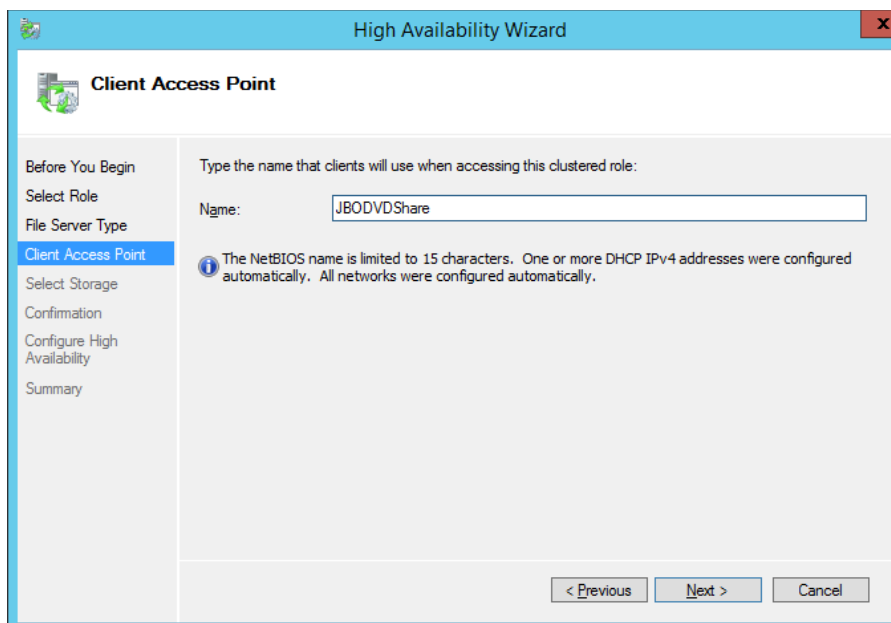 High Availability Wizard
x
Client Access Point
Before You Begin
Select Role
File Server Type
Client Access Point
Select Storage
Confirmation
Configure High
Availability
Summary
Type the name that clients will use when accessing this clustered role:
Name: JBODVDShare
The NetBIOS name is limited to 15 characters. One or more DHCP IPv4 addresses were configured
automatically. All networks were configured automatically.
< Previous Next > Cancel